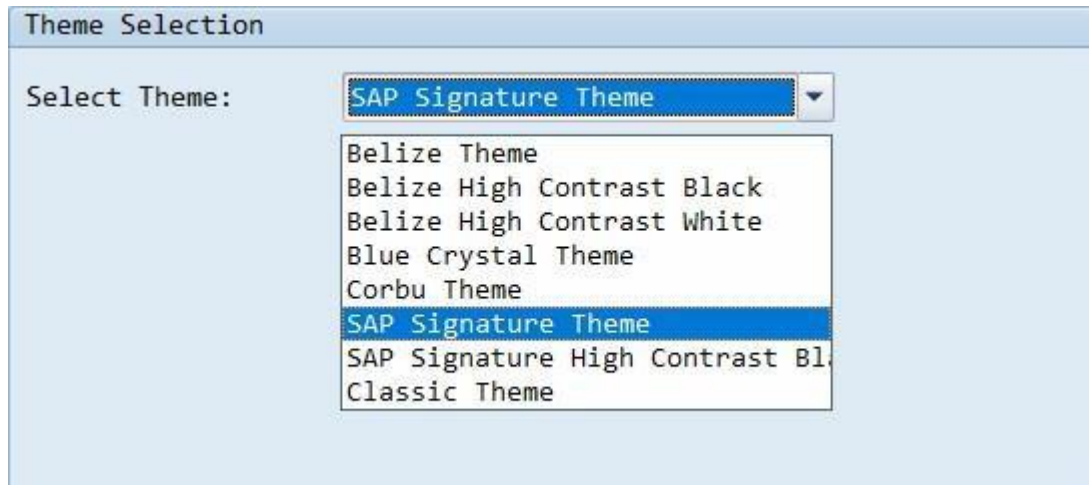 Theme Selection
Select Theme: SAP Signature Theme
Belize Theme
Belize High Contrast Black
Belize High Contrast White
Blue Crystal Theme
Corbu Theme
SAP Signature Theme
SAP Signature High Contrast
Classic Theme